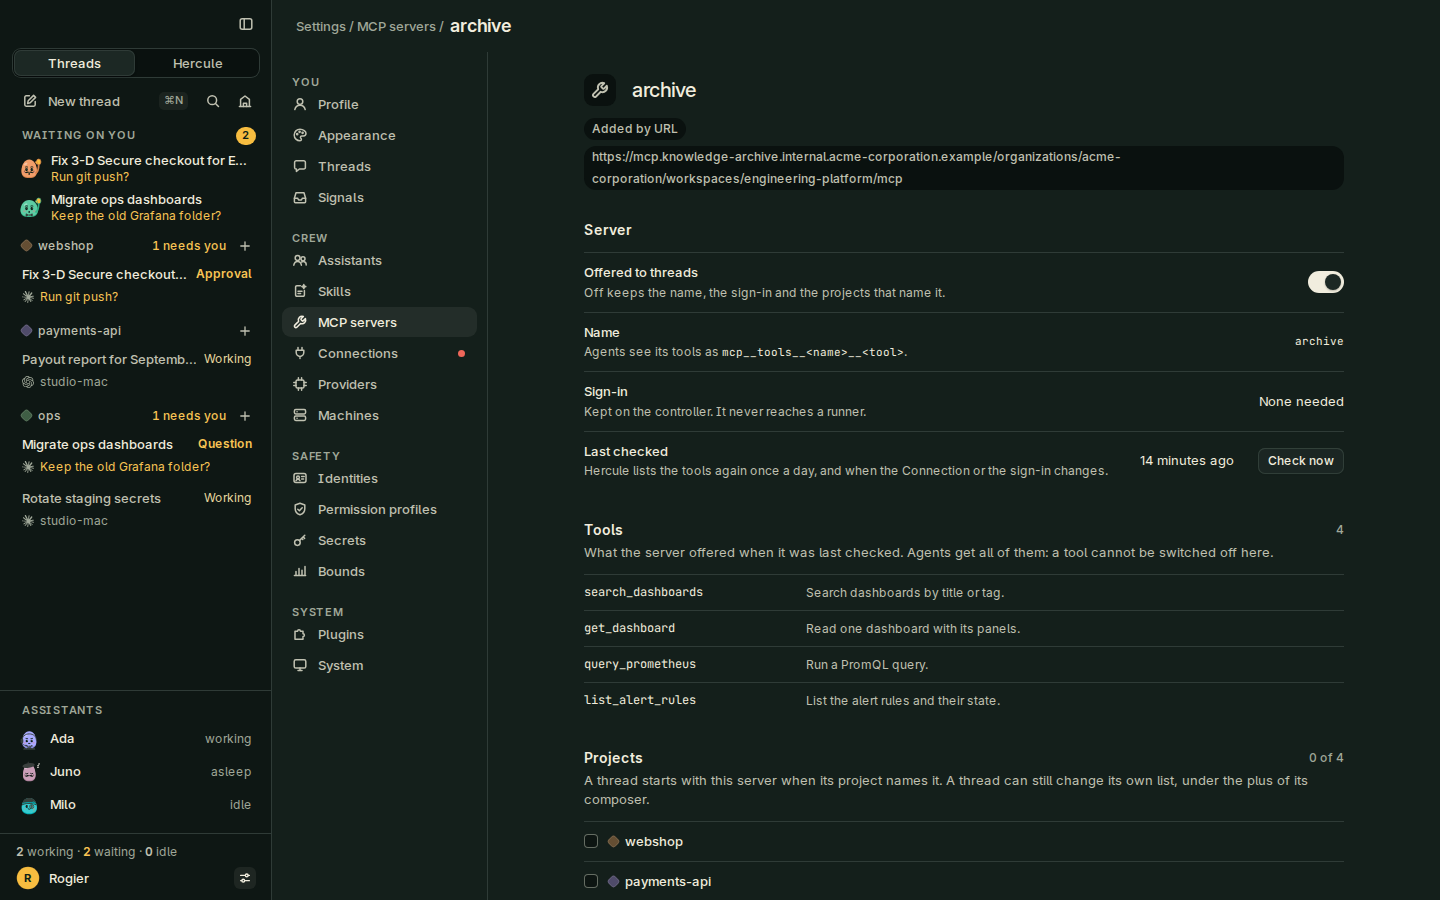 Threads
Hercule
New thread
⌘N
WAITING ON YOU
2
Fix 3-D Secure checkout for E...
Run git push?
Migrate ops dashboards
Keep the old Grafana folder?
webshop
1 needs you
Fix 3-D Secure checkout...
Approval
Run git push?
payments-api
Payout report for Septemb...
Working
studio-mac
ops
1 needs you
Migrate ops dashboards
Question
Keep the old Grafana folder?
Rotate staging secrets
Working
studio-mac
ASSISTANTS
Ada
working
Juno
asleep
Milo
idle
2 working · 2 waiting · 0 idle
R
Rogier
Settings / MCP servers / archive
YOU
Profile
Appearance
Threads
Signals
CREW
Assistants
Skills
MCP servers
Connections
Providers
Machines
SAFETY
Identities
Permission profiles
Secrets
Bounds
SYSTEM
Plugins
System
archive
Added by URL
https://mcp.knowledge-archive.internal.acme-corporation.example/organizations/acme-
corporation/workspaces/engineering-platform/mcp
Server
Offered to threads
Off keeps the name, the sign-in and the projects that name it.
Name
Agents see its tools as mcp__tools__<name>__<tool>.
archive
Sign-in
Kept on the controller. It never reaches a runner.
None needed
Last checked
Hercule lists the tools again once a day, and when the Connection or the sign-in changes.
14 minutes ago
Check now
Tools
4
What the server offered when it was last checked. Agents get all of them: a tool cannot be switched off here.
search_dashboards
Search dashboards by title or tag.
get_dashboard
Read one dashboard with its panels.
query_prometheus
Run a PromQL query.
list_alert_rules
List the alert rules and their state.
Projects
0 of 4
A thread starts with this server when its project names it. A thread can still change its own list, under the plus of its
composer.
webshop
payments-api